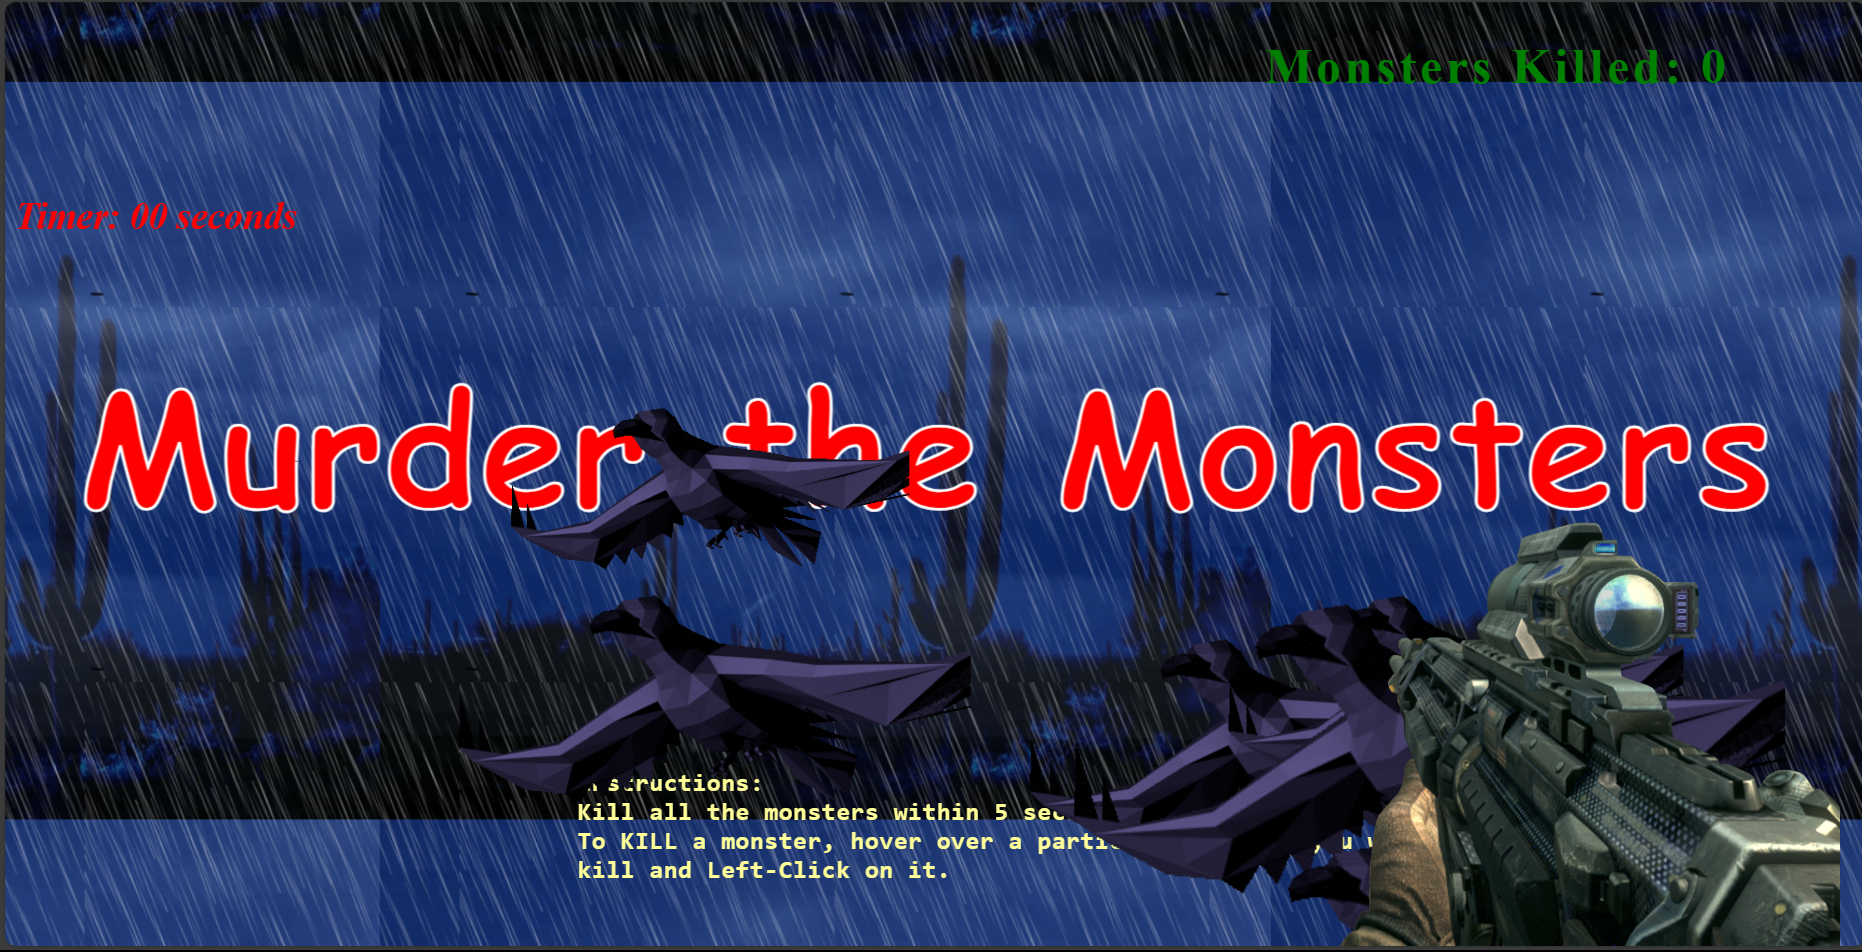 Monsters Killed: 0
Timer: 00 seconds
Murder the Monsters
Kill all the monsters within 5
To KILL a monster, hover over a
kill and Left-Click on it.